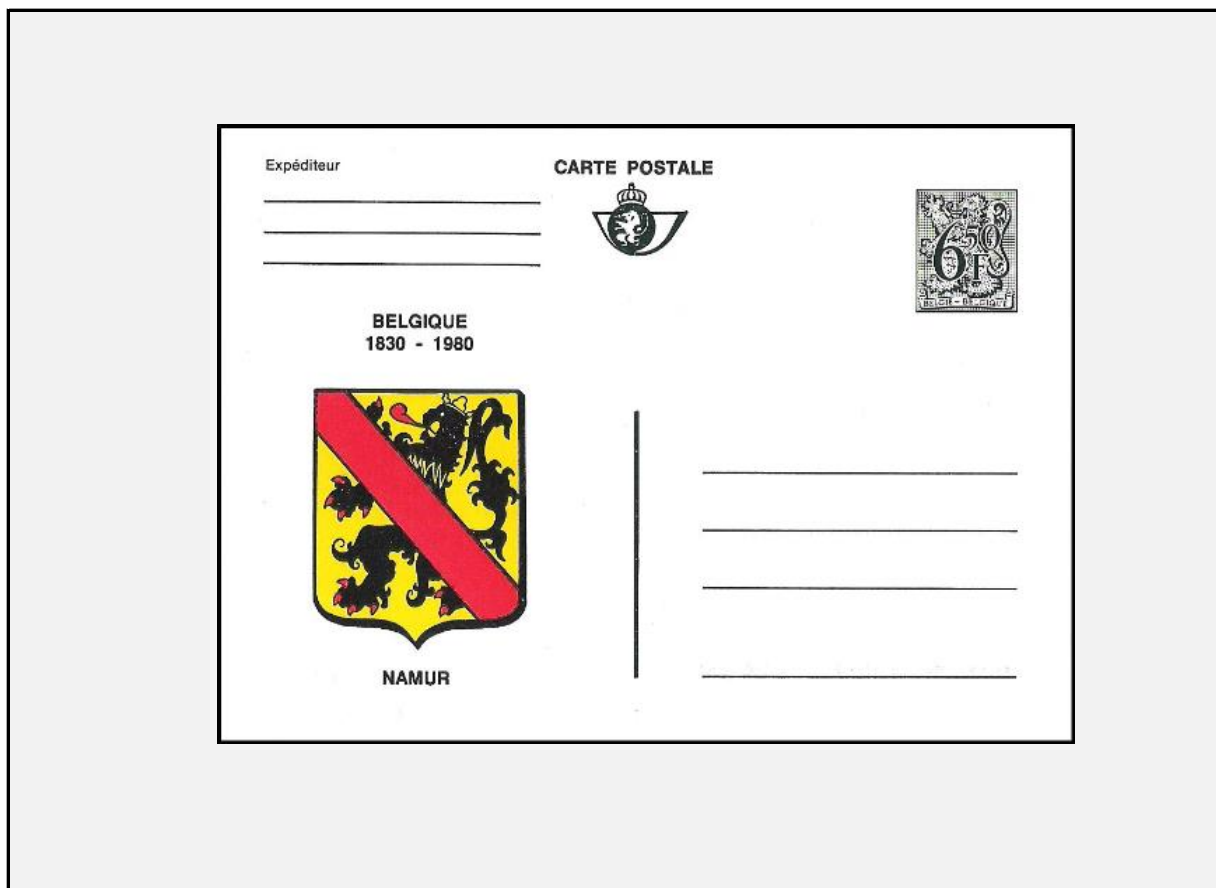 Expéditeur
CARTE POSTALE
6 50 F
BELGIE - BELGIQUE
BELGIQUE
1830 - 1980
NAMUR